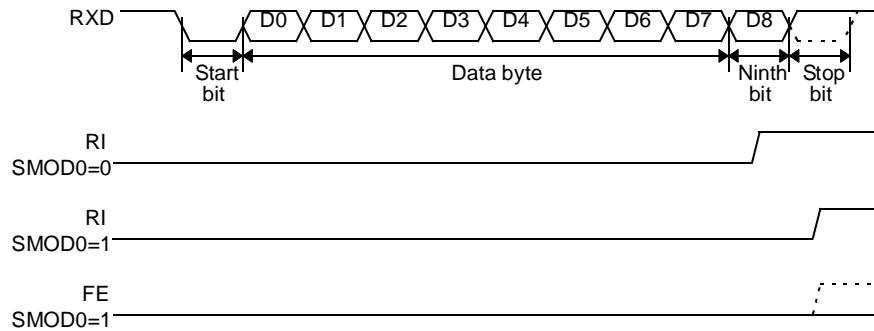 RXD D0 D1 D2 D3 D4 D5 D6 D7 D8
Start bit
Data byte
Ninth bit
Stop bit
RI
SMOD0=0
RI
SMOD0=1
FE
SMOD0=1